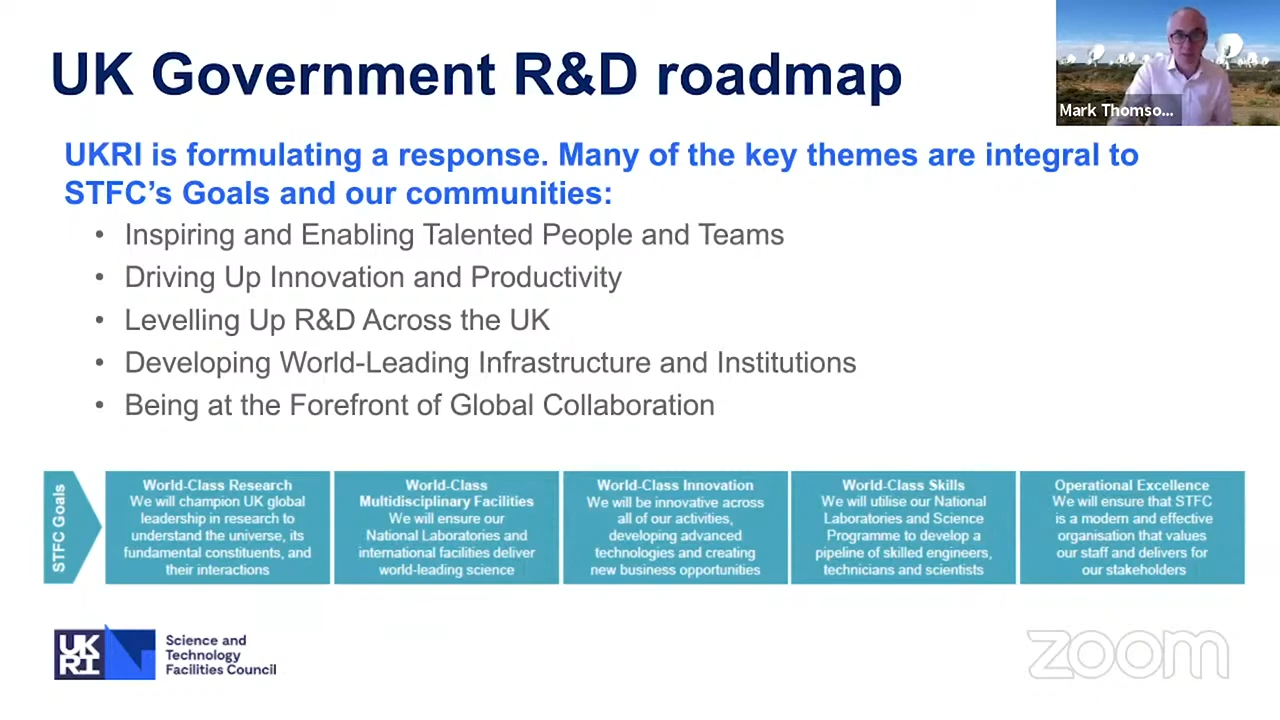 UK Government R&D roadmap
Mark Thomso...
UKRI is formulating a response. Many of the key themes are integral to
STFC’s Goals and our communities:
• Inspiring and Enabling Talented People and Teams
• Driving Up Innovation and Productivity
• Levelling Up R&D Across the UK
• Developing World-Leading Infrastructure and Institutions
• Being at the Forefront of Global Collaboration
STFC Goals
World-Class Research
We will champion UK global
leadership in research to
understand the universe, its
fundamental constituents, and
their interactions
World-Class
Multidisciplinary Facilities
We will ensure our
National Laboratories and
international facilities deliver
world-leading science
World-Class Innovation
We will be innovative across
all of our activities,
developing advanced
technologies and creating
new business opportunities
World-Class Skills
We will utilise our National
Laboratories and Science
Programme to develop a
pipeline of skilled engineers,
technicians and scientists
Operational Excellence
We will ensure that STFC
is a modern and effective
organisation that values
our staff and delivers for
our stakeholders
UK
RI
Science and
Technology
Facilities Council
zoom